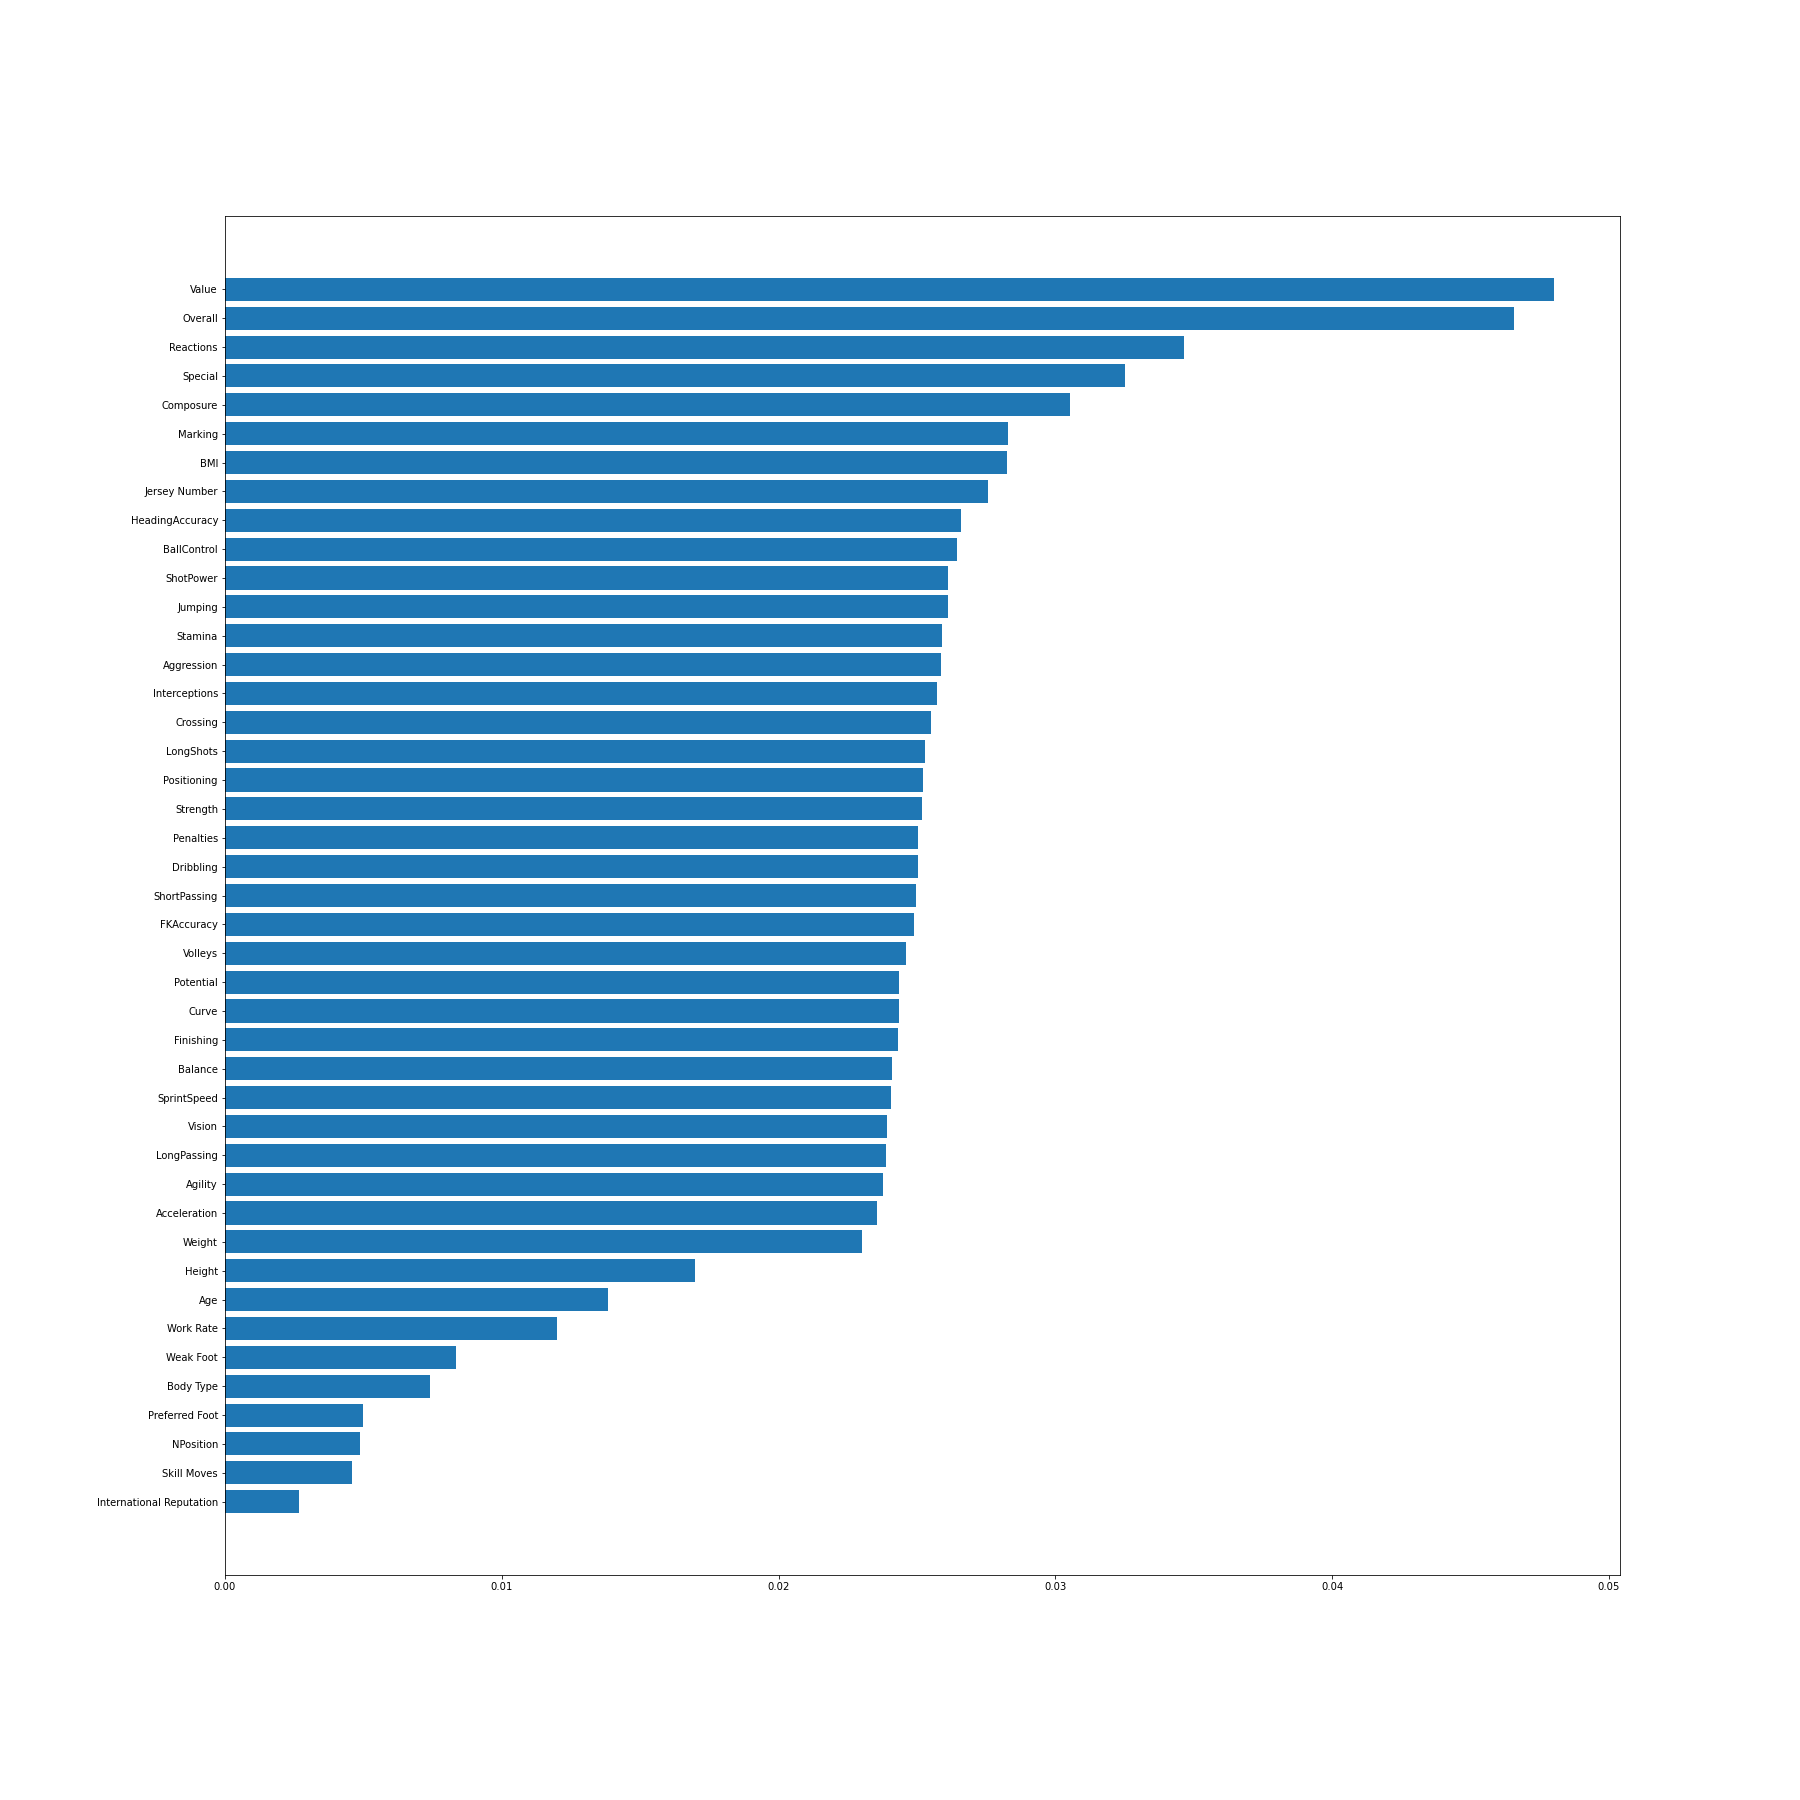 Value
Overall
Reactions
Special
Composure
Marking
BMI
Jersey Number
HeadingAccuracy
BallControl
ShotPower
Jumping
Stamina
Aggression
Interceptions
Crossing
LongShots
Positioning
Strength
Penalties
Dribbling
ShortPassing
FKAccuracy
Volleys
Potential
Curve
Finishing
Balance
SprintSpeed
Vision
LongPassing
Agility
Acceleration
Weight
Height
Age
Work Rate
Weak Foot
Body Type
Preferred Foot
NPosition
Skill Moves
International Reputation
0.00 0.01 0.02 0.03 0.04 0.05